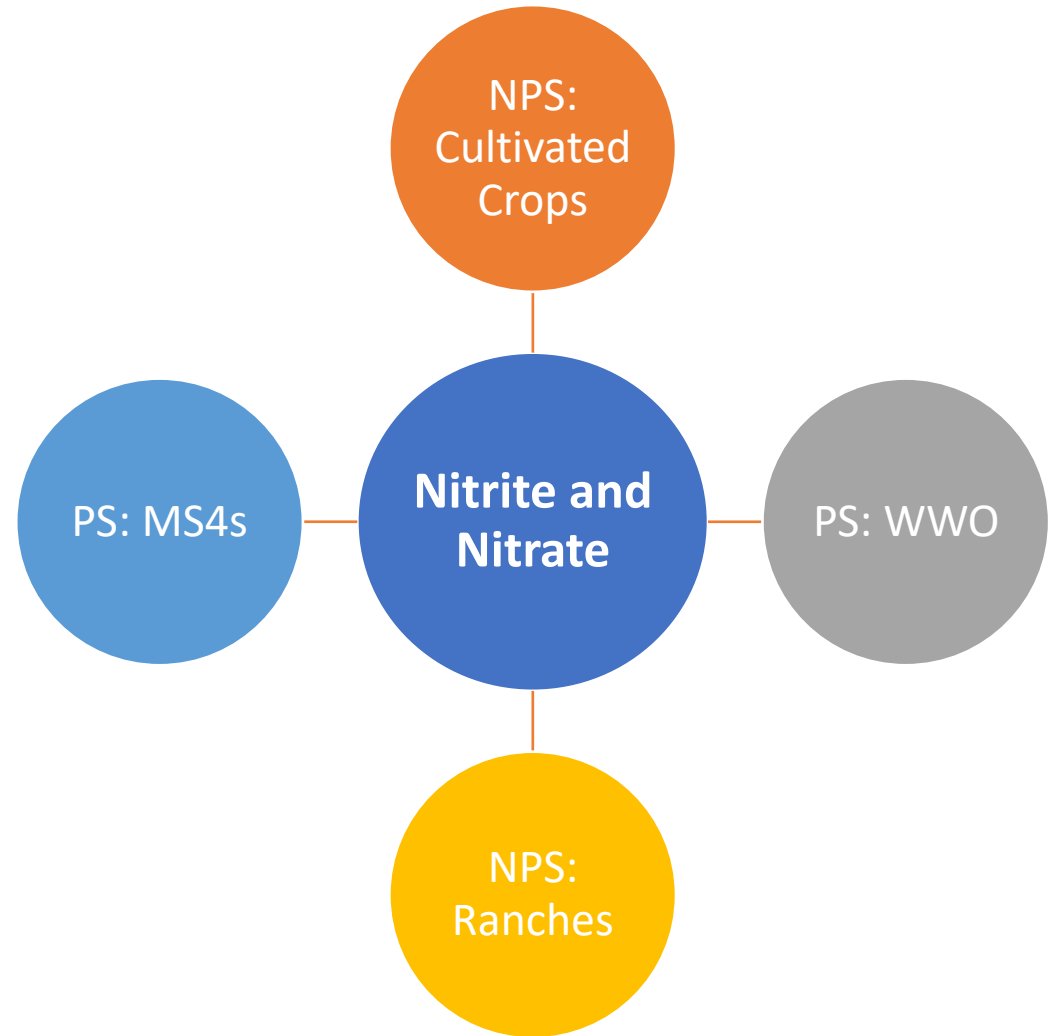 NPS:
Cultivated
Crops
PS: MS4s
Nitrite and
Nitrate
PS: WWO
NPS:
Ranches